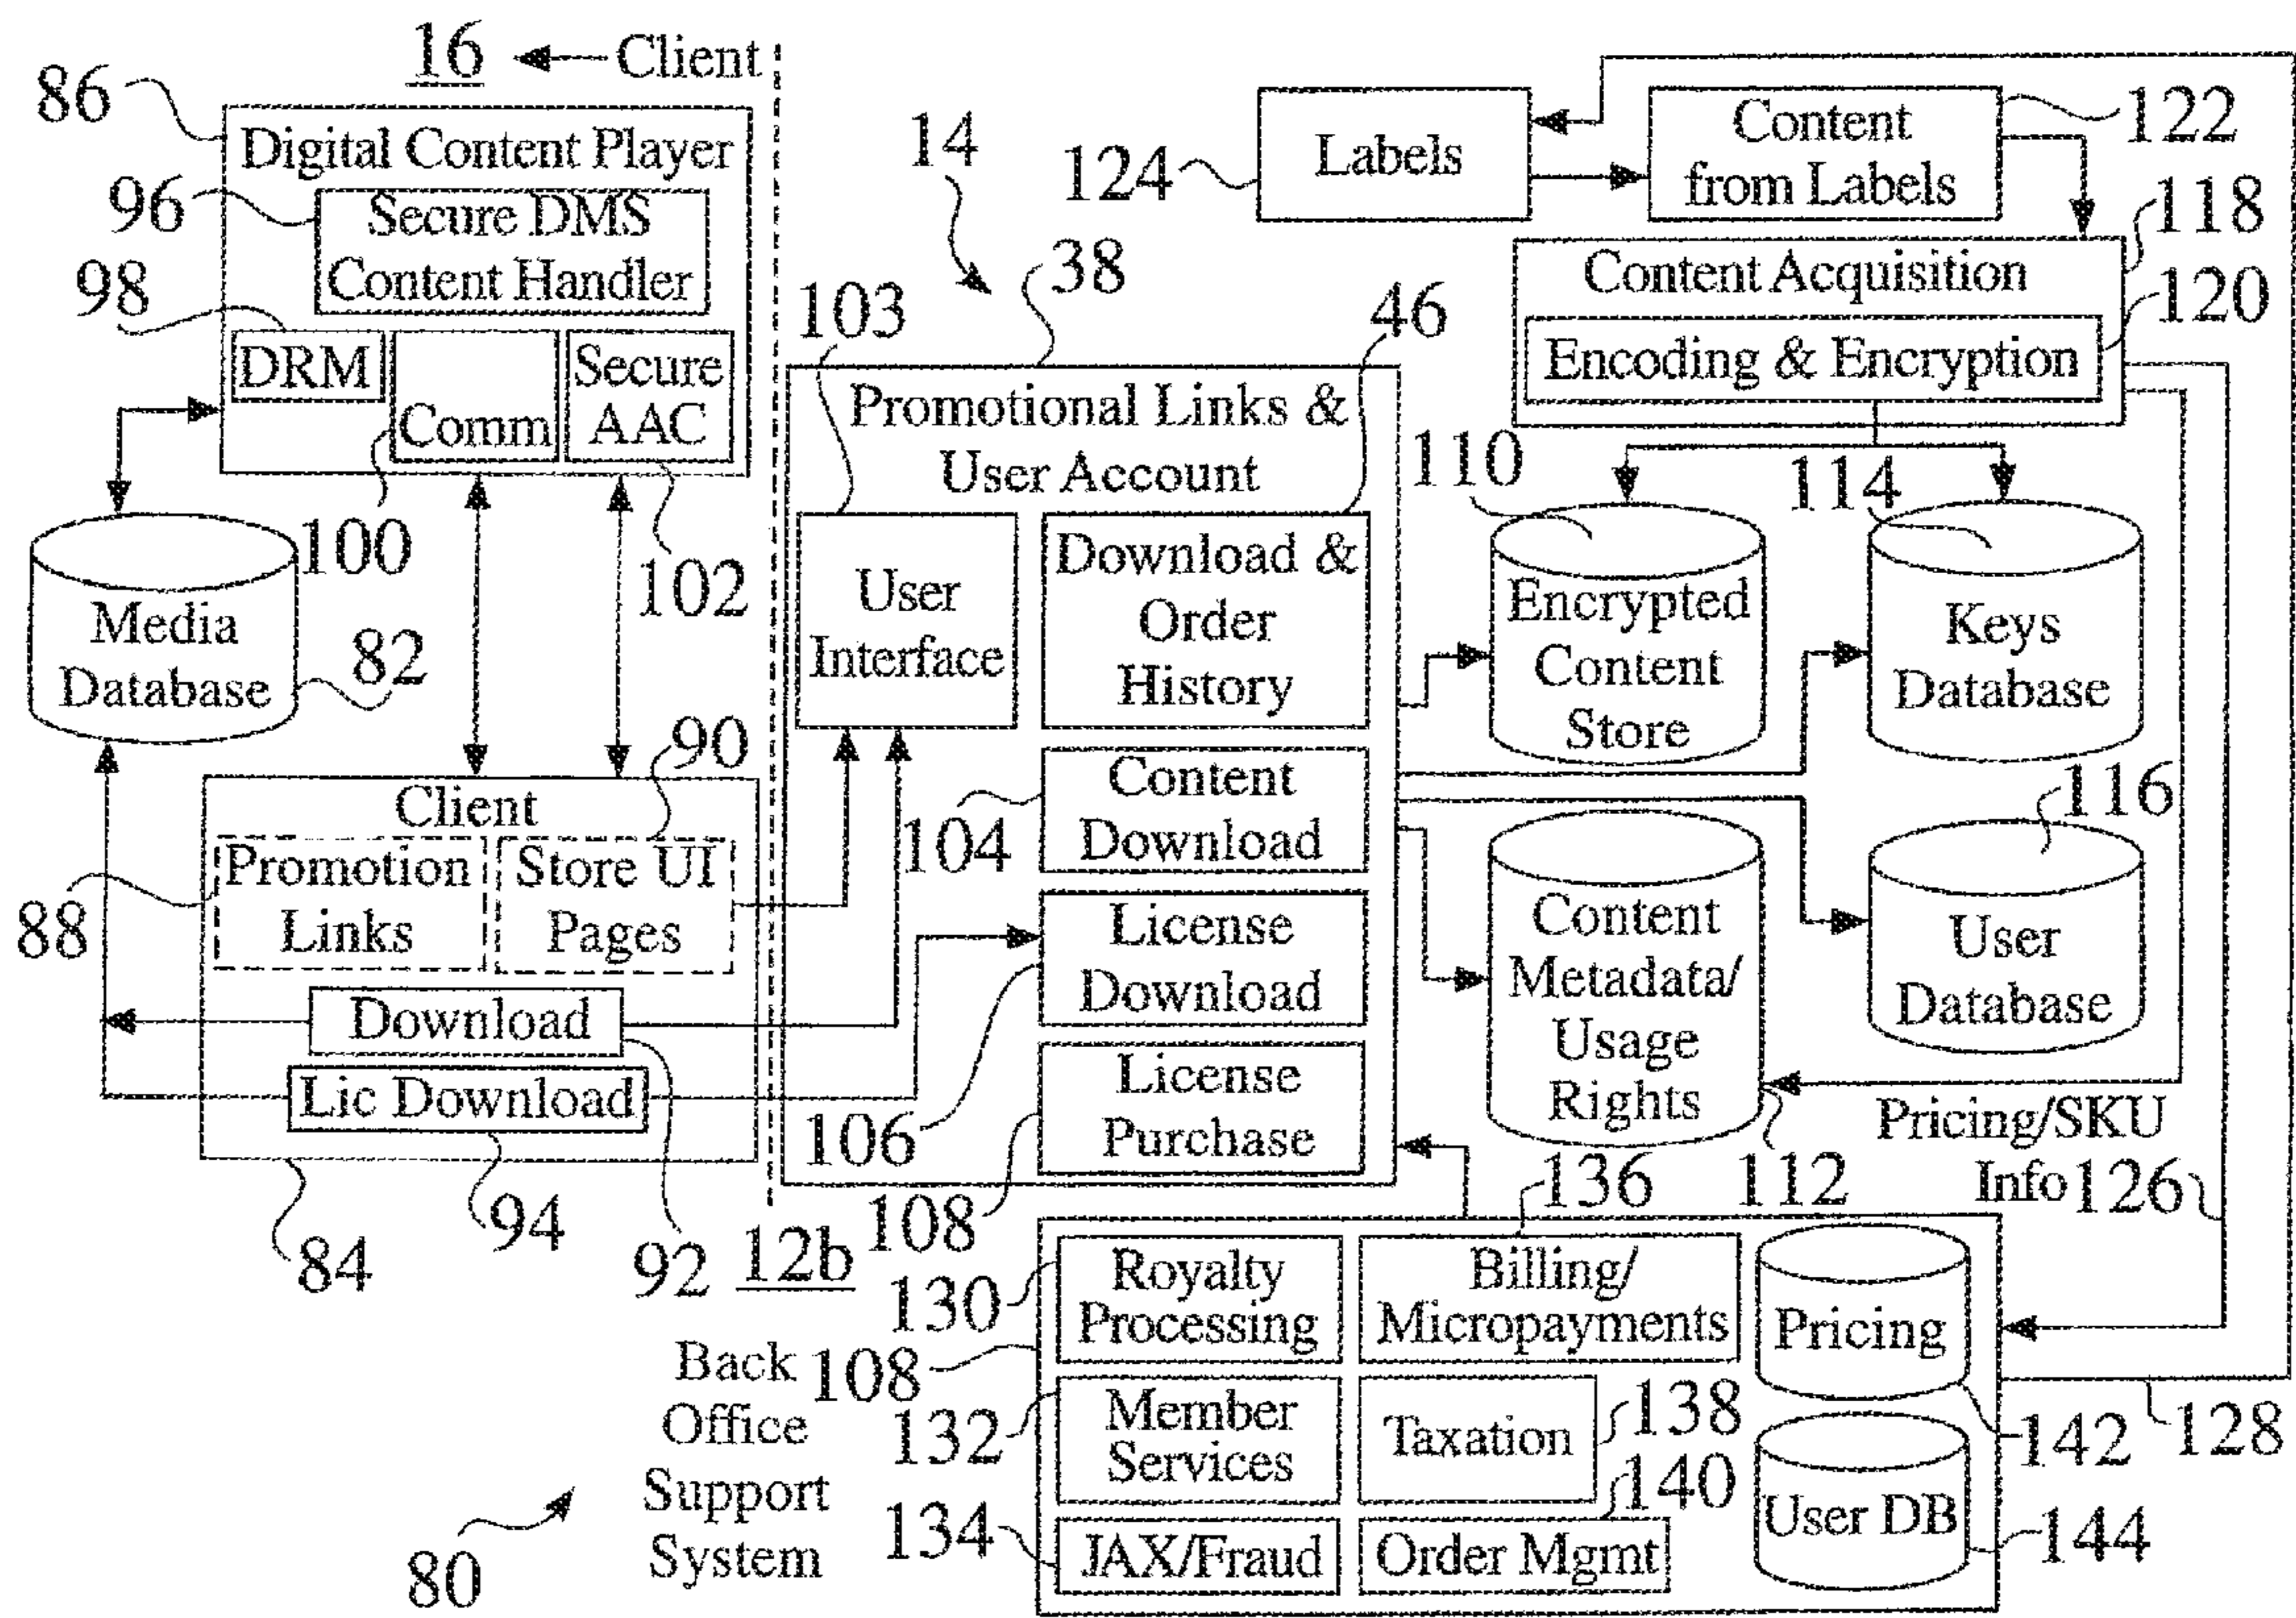 16
Client
86
Digital Content Player
96
Secure DMS
Content Handler
98
DRM
Comm
Secure
AAC
100
102
Media
Database
82
90
Client
Promotion
Links
Store UI
Pages
88
Download
Lic Download
84
94
92
12b
14
38
103
46
Promotional Links &
User Account
User
Interface
Download &
Order
History
104
Content
Download
License
Download
106
License
Purchase
108
124
Labels
Content
from Labels
122
118
Content Acquisition
120
Encoding & Encryption
110
114
Encrypted
Content
Store
Keys
Database
116
Content
Metadata/
Usage
Rights
User
Database
112
Pricing/SKU
Info
126
136
130
Royalty
Processing
Billing/
Micropayments
Pricing
108
Back
Office
Support
System
132
Member
Services
Taxation
138
142
128
140
134
JAX/Fraud
Order Mgmt
User DB
144
80